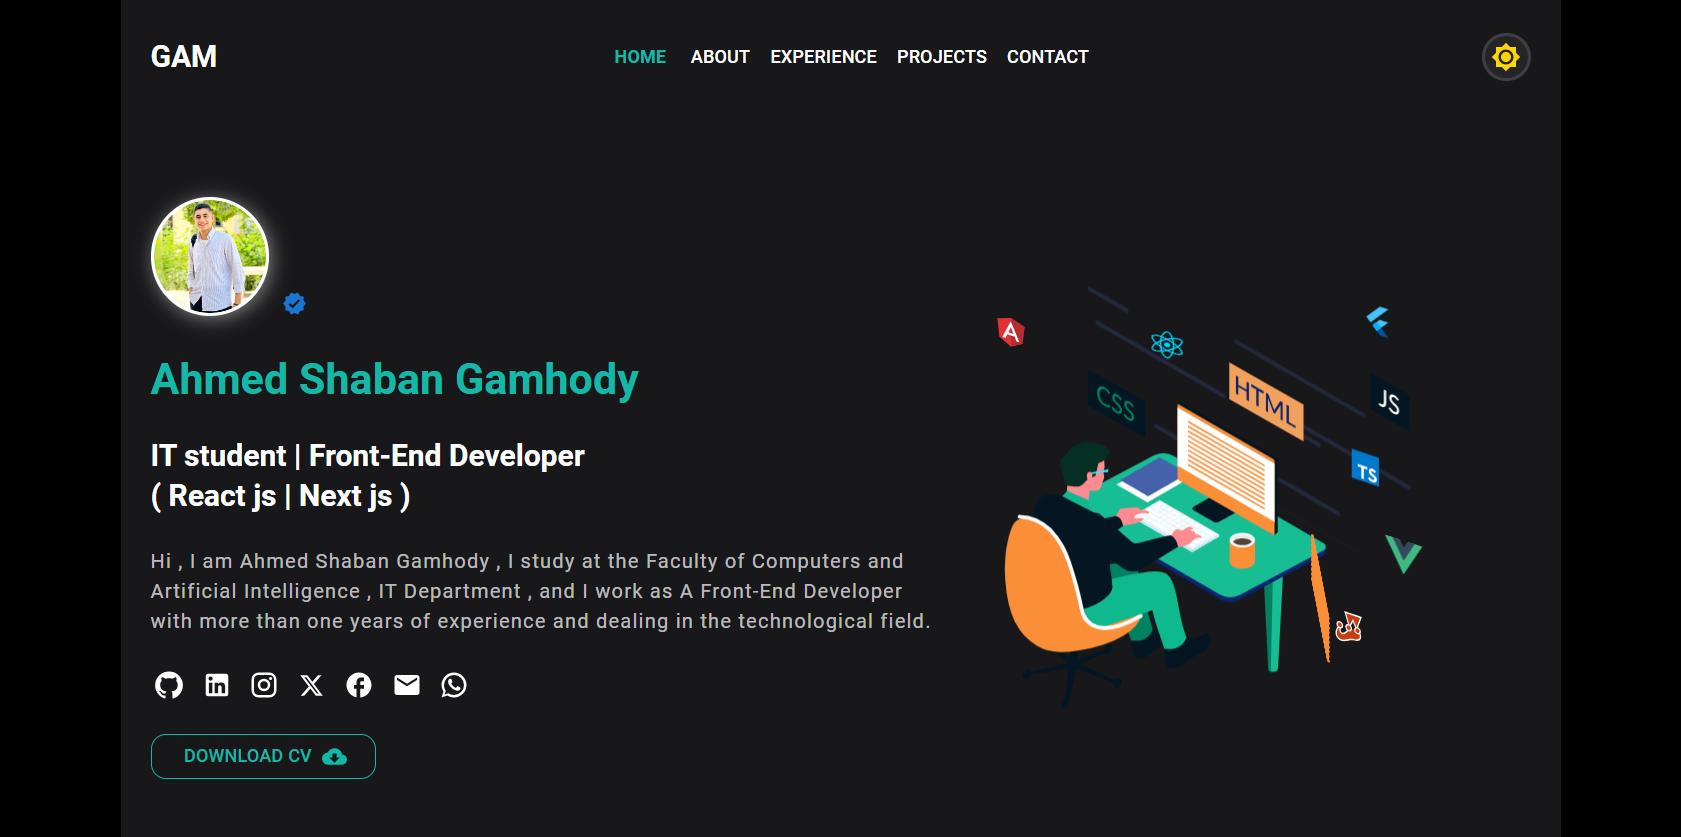 GAM
HOME ABOUT EXPERIENCE PROJECTS CONTACT
Ahmed Shaban Gamhody
IT student | Front-End Developer
( React js | Next js )
Hi , I am Ahmed Shaban Gamhody , I study at the Faculty of Computers and
Artificial Intelligence , IT Department , and I work as A Front-End Developer
with more than one years of experience and dealing in the technological field.
DOWNLOAD CV
A
CSS
HTML
JS
TS